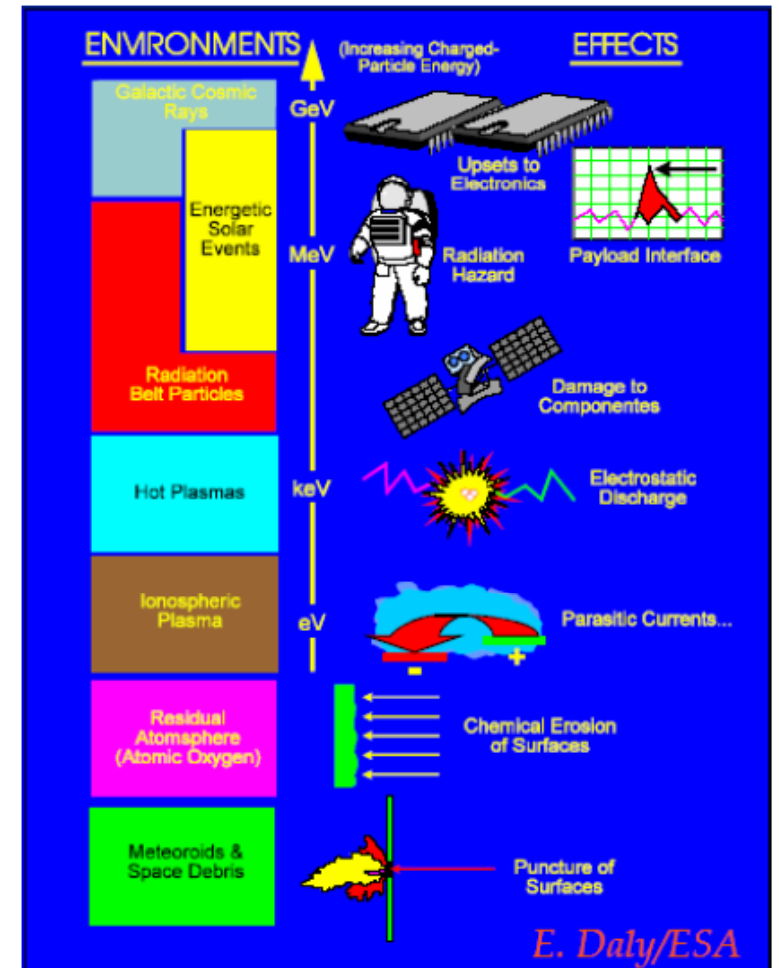 ENVIRONMENTS
(Increasing Charged-
Particle Energy)
EFFECTS
Galactic Cosmic
Rays
GeV
Upsets to
Electronics
Energetic
Solar
Events
MeV
Radiation
Hazard
Payload Interface
Radiation
Belt Particles
Damage to
Componentes
Hot Plasmas
keV
Electrostatic
Discharge
Ionospheric
Plasma
eV
Parasitic Currents...
-
+
Residual
Atomsphere
(Atomic Oxygen)
Chemical Erosion
of Surfaces
Meteoroids &
Space Debris
Puncture of
Surfaces
E. Daly/ESA